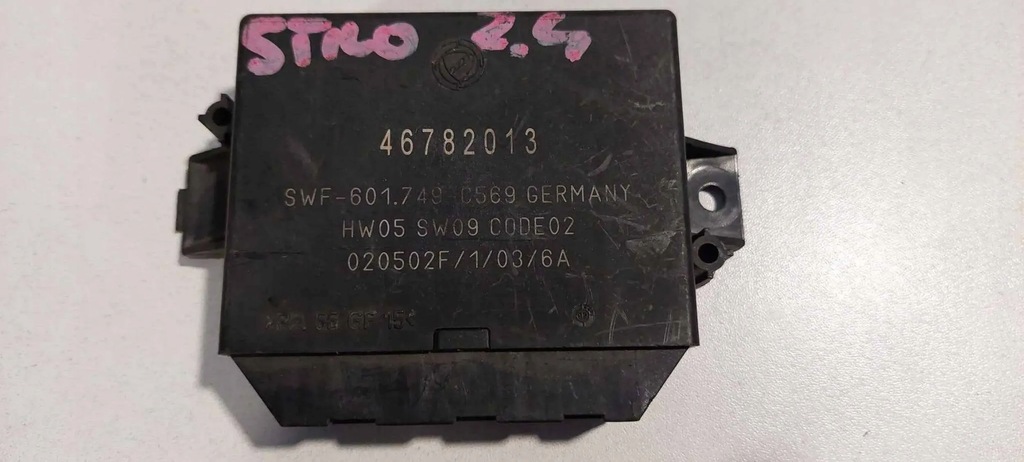 STILO 2.4
46782013
SWF-601.749 C569 GERMANY
HW05 SW09 CODE02
020502F/1/03/6A